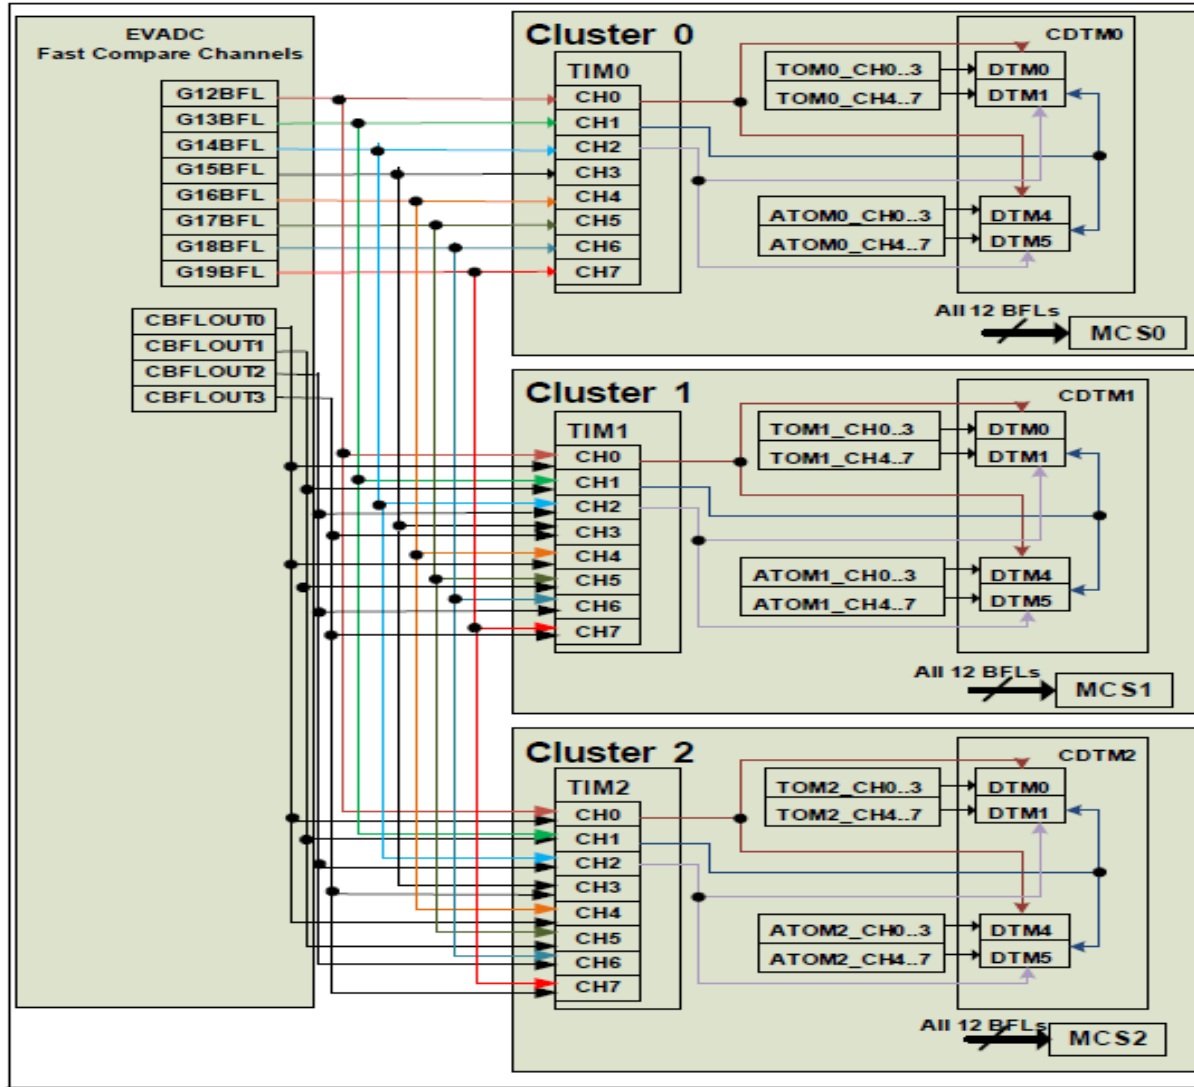 EVADC
Fast Compare Channels
G12BFL
G13BFL
G14BFL
G15BFL
G16BFL
G17BFL
G18BFL
G19BFL
CBFLOUT0
CBFLOUT1
CBFLOUT2
CBFLOUT3
Cluster 0
TIM0
CH0
CH1
CH2
CH3
CH4
CH5
CH6
CH7
TOM0_CH0..3
TOM0_CH4..7
ATOM0_CH0..3
ATOM0_CH4..7
CDTM0
DTM0
DTM1
DTM4
DTM5
All 12 BFLs
MCS0
Cluster 1
TIM1
CH0
CH1
CH2
CH3
CH4
CH5
CH6
CH7
TOM1_CH0..3
TOM1_CH4..7
ATOM1_CH0..3
ATOM1_CH4..7
CDTM1
DTM0
DTM1
DTM4
DTM5
All 12 BFLs
MCS1
Cluster 2
TIM2
CH0
CH1
CH2
CH3
CH4
CH5
CH6
CH7
TOM2_CH0..3
TOM2_CH4..7
ATOM2_CH0..3
ATOM2_CH4..7
CDTM2
DTM0
DTM1
DTM4
DTM5
All 12 BFLs
MCS2